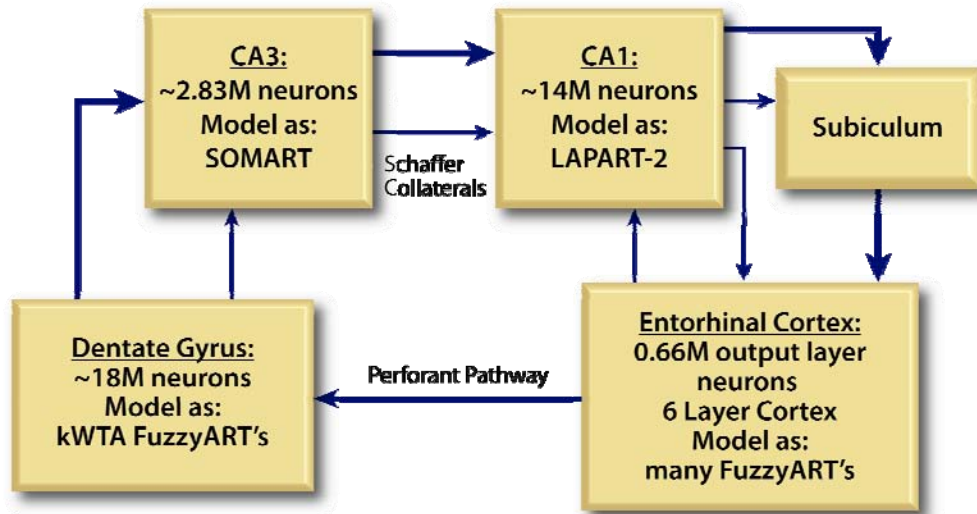 CA3:
~2.83M neurons
Model as:
SOMART
CA1:
~14M neurons
Model as:
LAPART-2
Subiculum
Schaffer
Collaterals
Dentate Gyrus:
~18M neurons
Model as:
kWTA FuzzyART's
Perforant Pathway
Entorhinal Cortex:
0.66M output layer
neurons
6 Layer Cortex
Model as:
many FuzzyART's